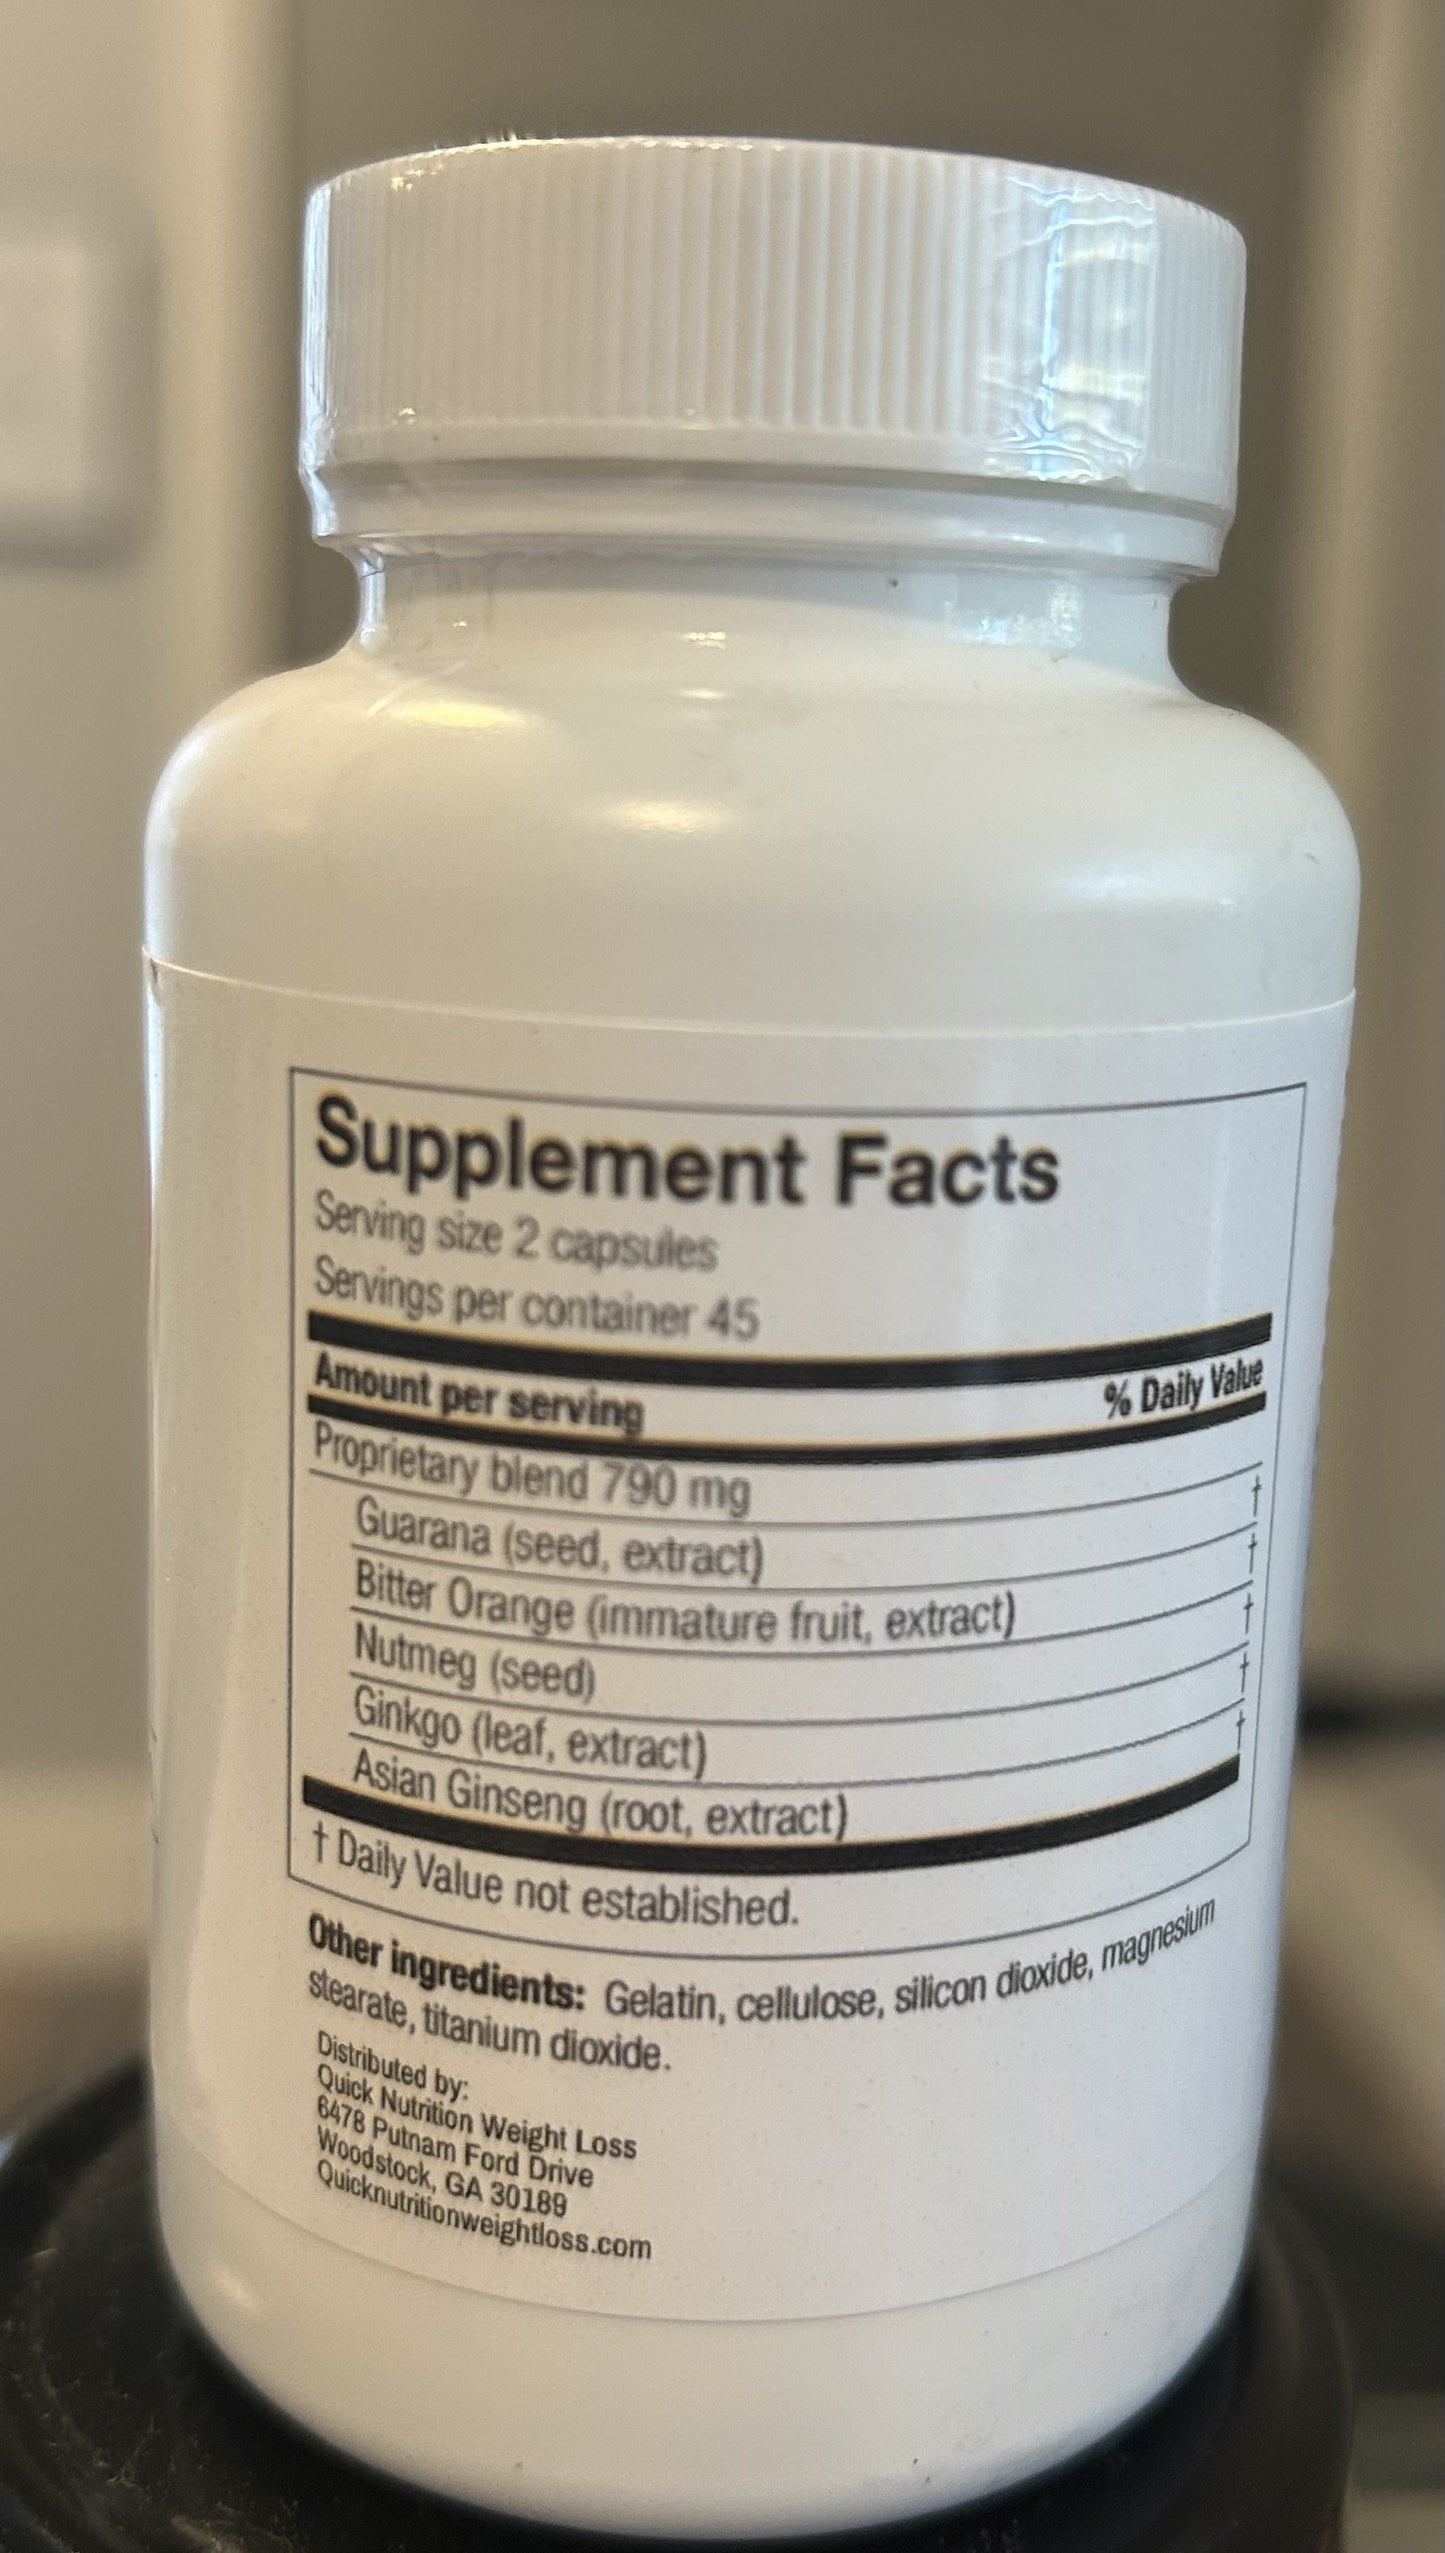 Supplement Facts
Serving size 2 capsules
Servings per container 45
Amount per serving % Daily Value
Proprietary blend 790 mg †
Guarana (seed, extract) †
Bitter Orange (immature fruit, extract) †
Nutmeg (seed) †
Ginkgo (leaf, extract) †
Asian Ginseng (root, extract)
† Daily Value not established.
Other ingredients: Gelatin, cellulose, silicon dioxide, magnesium
stearate, titanium dioxide.
Distributed by:
Quick Nutrition Weight Loss
6478 Putnam Ford Drive
Woodstock, GA 30189
Quicknutritionweightloss.com